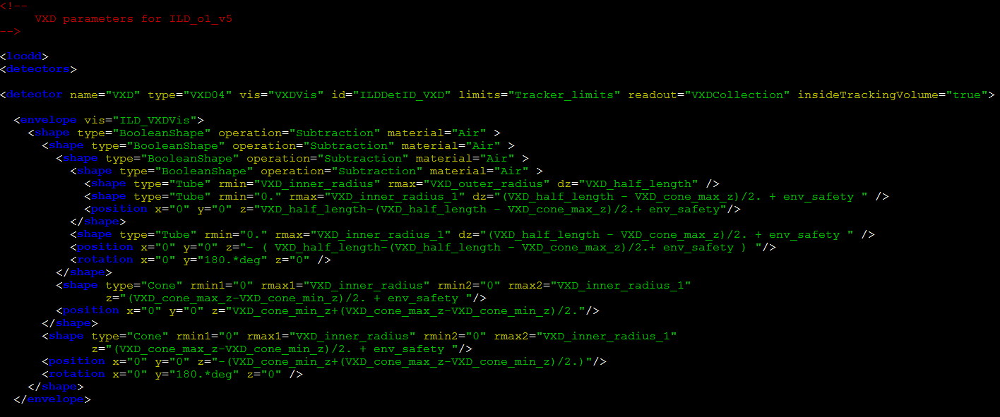 <!--
     VXD parameters for ILD_o1_v5
-->
<lccdd>
<detectors>
<detector name="VXD" type="VXD04" vis="VXDVis" id="ILDDetID_VXD" limits="Tracker_limits" readout="VXDCollection" insideTrackingVolume="true">
  <envelope vis="ILD_VXDVis">
    <shape type="BooleanShape" operation="Subtraction" material="Air" >
      <shape type="BooleanShape" operation="Subtraction" material="Air" >
        <shape type="BooleanShape" operation="Subtraction" material="Air" >
          <shape type="BooleanShape" operation="Subtraction" material="Air" >
            <shape type="Tube" rmin="VXD_inner_radius" rmax="VXD_outer_radius" dz="VXD_half_length" />
            <shape type="Tube" rmin="0." rmax="VXD_inner_radius_1" dz="(VXD_half_length - VXD_cone_max_z)/2. + env_safety " />
            <position x="0" y="0" z="VXD_half_length-(VXD_half_length - VXD_cone_max_z)/2.+ env_safety"/>
          </shape>
          <shape type="Tube" rmin="0." rmax="VXD_inner_radius_1" dz="(VXD_half_length - VXD_cone_max_z)/2. + env_safety " />
          <position x="0" y="0" z="- ( VXD_half_length-(VXD_half_length - VXD_cone_max_z)/2.+ env_safety ) "/>
          <rotation x="0" y="180.*deg" z="0" />
        </shape>
        <shape type="Cone" rmin1="0" rmax1="VXD_inner_radius" rmin2="0" rmax2="VXD_inner_radius_1"
               z="(VXD_cone_max_z-VXD_cone_min_z)/2. + env_safety "/>
        <position x="0" y="0" z="VXD_cone_min_z+(VXD_cone_max_z-VXD_cone_min_z)/2."/>
      </shape>
      <shape type="Cone" rmin1="0" rmax1="VXD_inner_radius" rmin2="0" rmax2="VXD_inner_radius_1"
             z="(VXD_cone_max_z-VXD_cone_min_z)/2. + env_safety "/>
      <position x="0" y="0" z="-(VXD_cone_min_z+(VXD_cone_max_z-VXD_cone_min_z)/2.)"/>
      <rotation x="0" y="180.*deg" z="0" />
    </shape>
  </envelope>